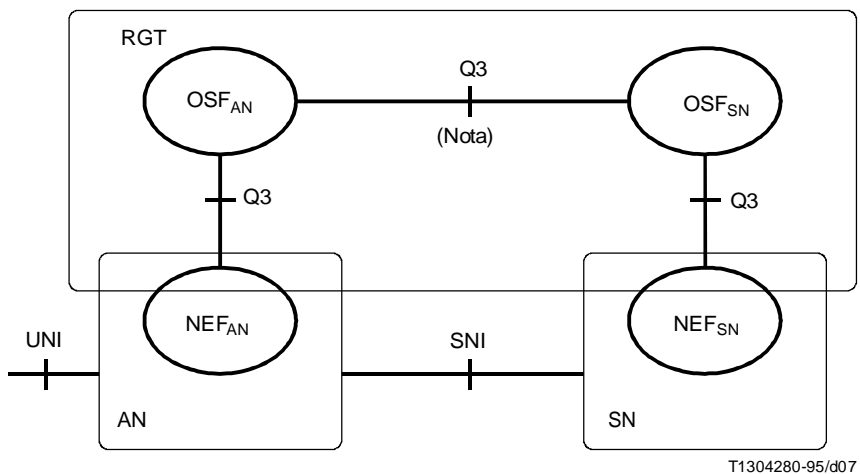 RGT
Q3
OSF_AN
OSF_SN
(Nota)
Q3
Q3
NEF_AN
NEF_SN
UNI
SNI
AN
SN
T1304280-95/d07